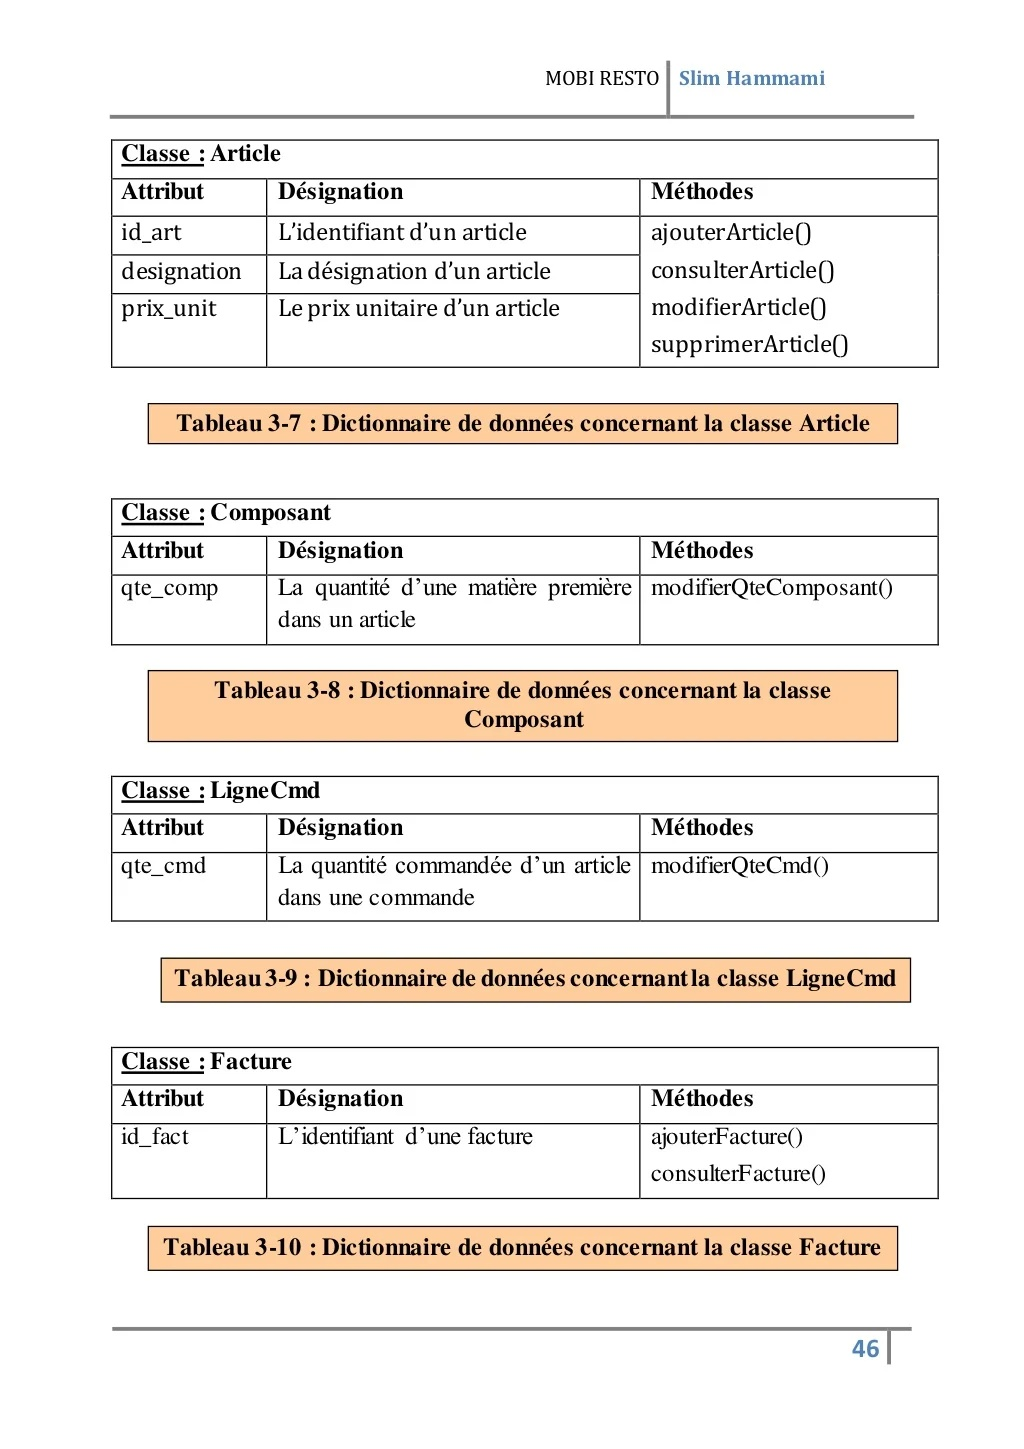 MOBI RESTO Slim Hammami
Classe : Article
Attribut Désignation Méthodes
id_art L’identifiant d’un article ajouterArticle()
designation La désignation d’un article consulterArticle()
prix_unit Le prix unitaire d’un article modifierArticle()
supprimerArticle()
Tableau 3-7 : Dictionnaire de données concernant la classe Article
Classe : Composant
Attribut Désignation Méthodes
qte_comp La quantité d’une matière première modifierQteComposant()
dans un article
Tableau 3-8 : Dictionnaire de données concernant la classe
Composant
Classe : LigneCmd
Attribut Désignation Méthodes
qte_cmd La quantité commandée d’un article modifierQteCmd()
dans une commande
Tableau 3-9 : Dictionnaire de données concernant la classe LigneCmd
Classe : Facture
Attribut Désignation Méthodes
id_fact L’identifiant d’une facture ajouterFacture()
consulterFacture()
Tableau 3-10 : Dictionnaire de données concernant la classe Facture
46